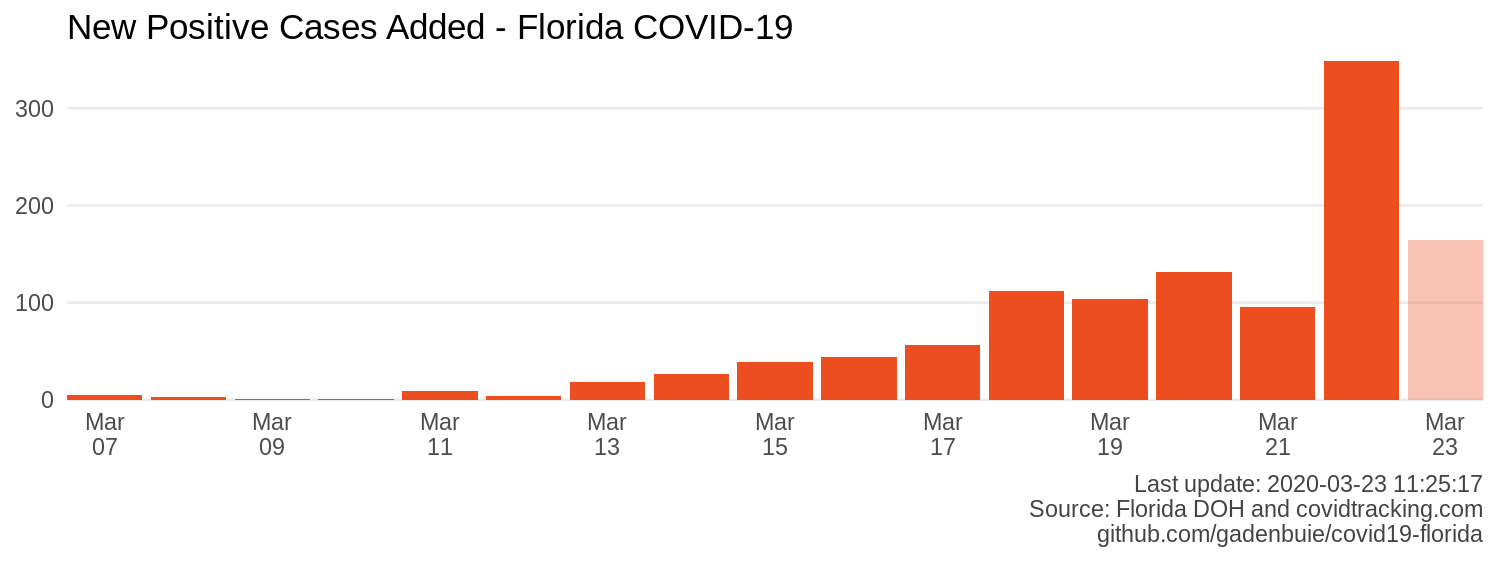 New Positive Cases Added - Florida COVID-19
300
200
100
0
Mar Mar Mar Mar Mar Mar Mar Mar Mar
07 09 11 13 15 17 19 21 23
Last update: 2020-03-23 11:25:17
Source: Florida DOH and covidtracking.com
github.com/gadenbuie/covid19-florida